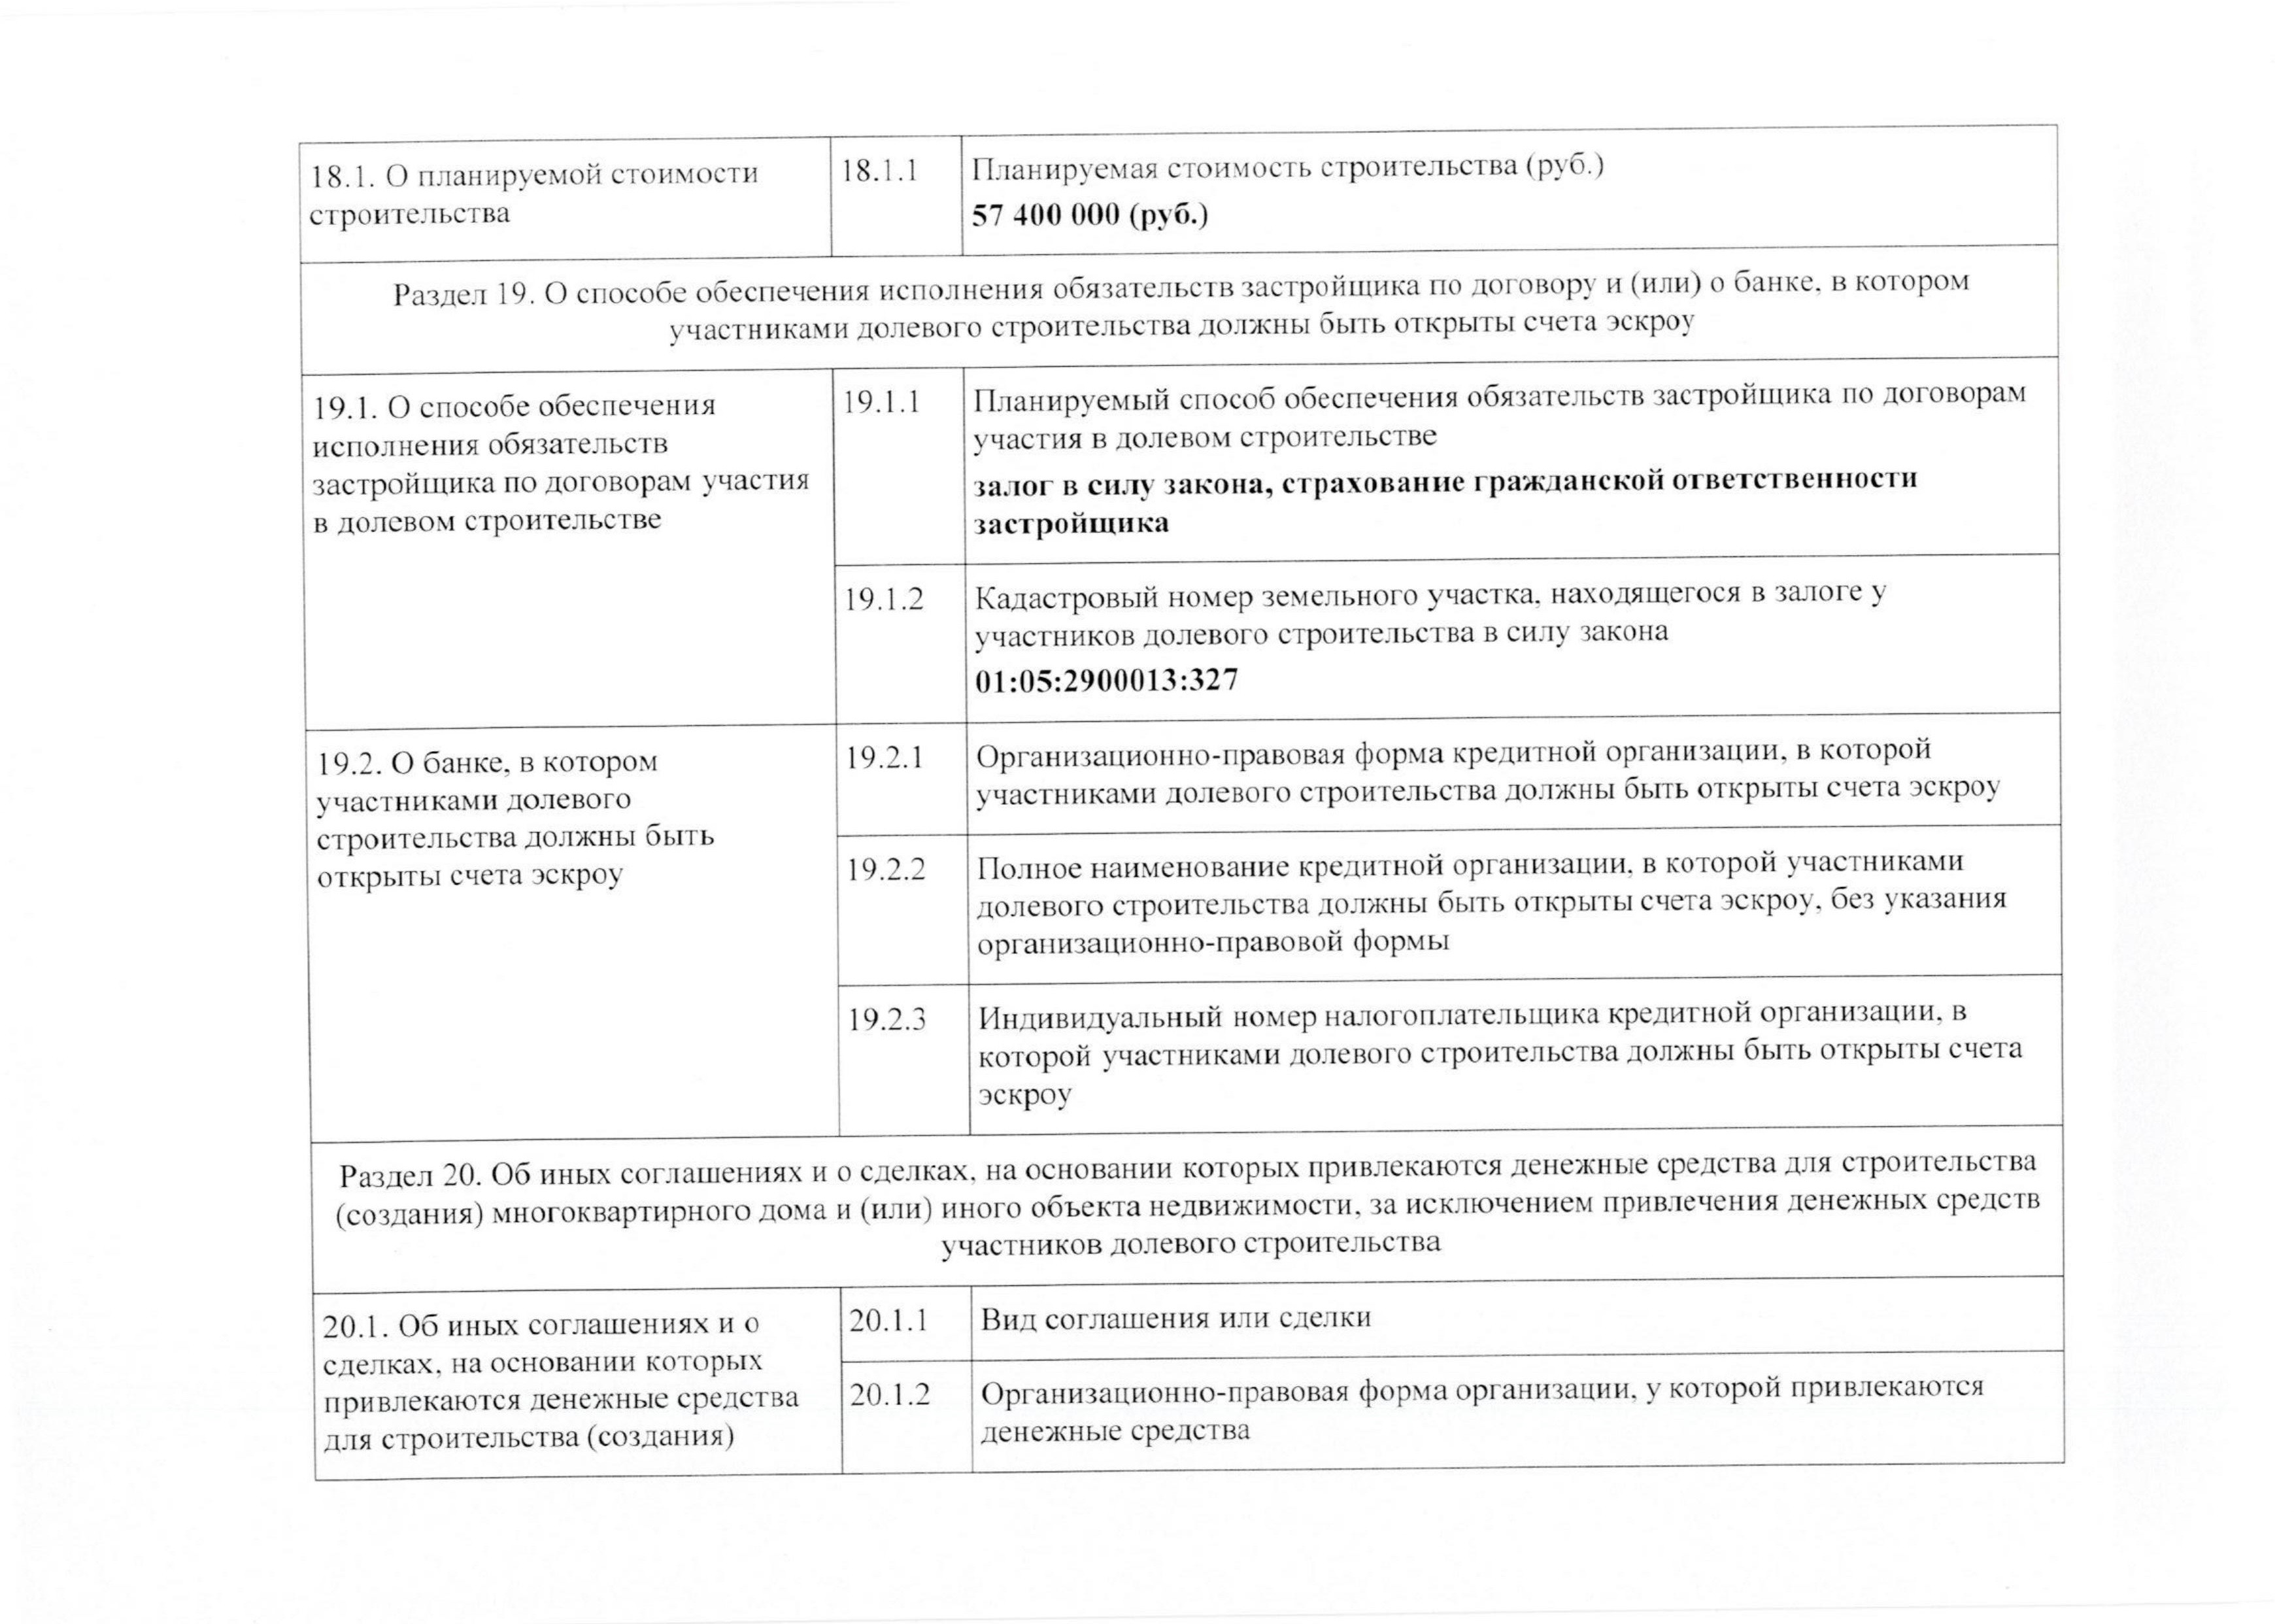 18.1. О планируемой стоимости
строительства
18.1.1
Планируемая стоимость строительства (руб.)
57 400 000 (руб.)
Раздел 19. О способе обеспечения исполнения обязательств застройщика по договору и (или) о банке, в котором
участниками долевого строительства должны быть открыты счета эскроу
19.1. О способе обеспечения
исполнения обязательств
застройщика по договорам участия
в долевом строительстве
19.1.1
Планируемый способ обеспечения обязательств застройщика по договорам
участия в долевом строительстве
залог в силу закона, страхование гражданской ответственности
застройщика
19.1.2
Кадастровый номер земельного участка, находящегося в залоге у
участников долевого строительства в силу закона
01:05:2900013:327
19.2. О банке, в котором
участниками долевого
строительства должны быть
открыты счета эскроу
19.2.1
Организационно-правовая форма кредитной организации, в которой
участниками долевого строительства должны быть открыты счета эскроу
19.2.2
Полное наименование кредитной организации, в которой участниками
долевого строительства должны быть открыты счета эскроу, без указания
организационно-правовой формы
19.2.3
Индивидуальный номер налогоплательщика кредитной организации, в
которой участниками долевого строительства должны быть открыты счета
эскроу
Раздел 20. Об иных соглашениях и о сделках, на основании которых привлекаются денежные средства для строительства
(создания) многоквартирного дома и (или) иного объекта недвижимости, за исключением привлечения денежных средств
участников долевого строительства
20.1. Об иных соглашениях и о
сделках, на основании которых
привлекаются денежные средства
для строительства (создания)
20.1.1
Вид соглашения или сделки
20.1.2
Организационно-правовая форма организации, у которой привлекаются
денежные средства